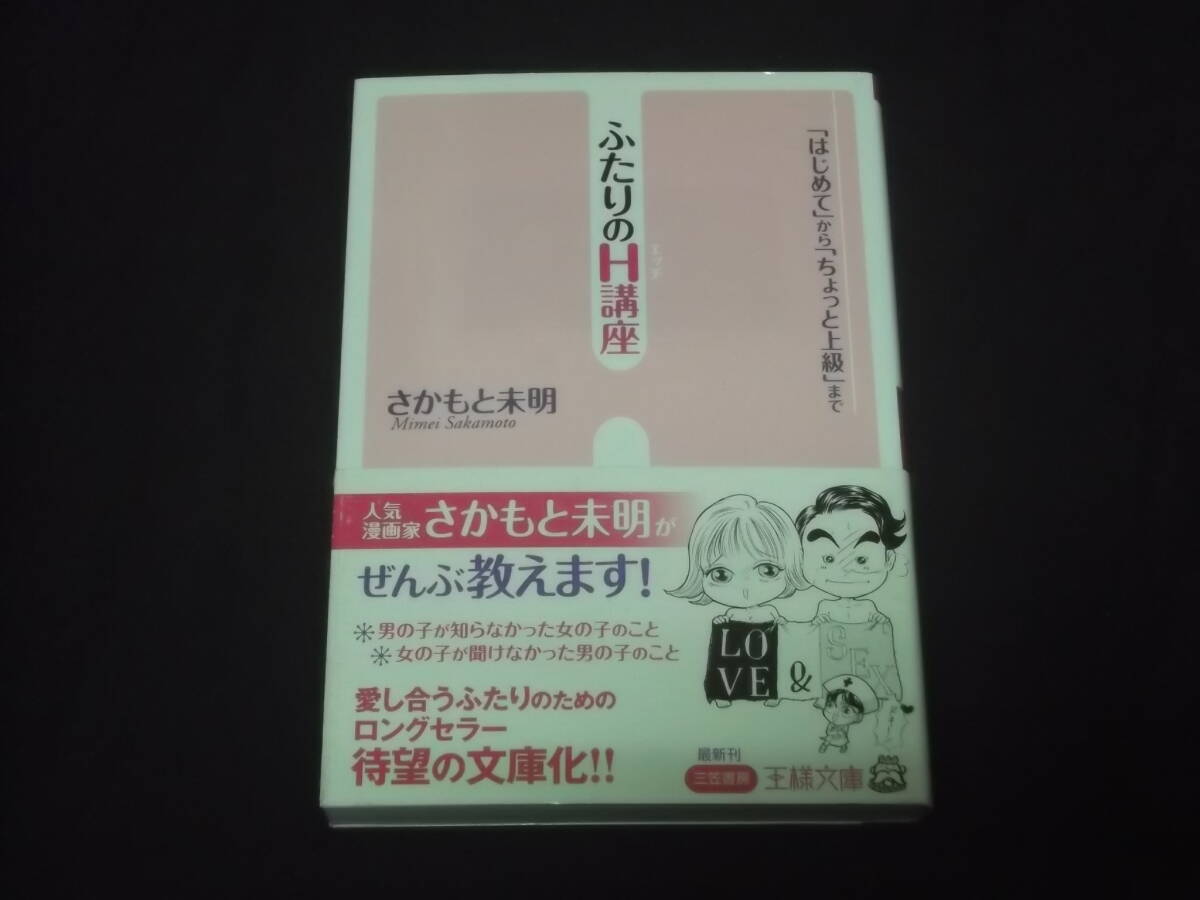 「はじめて」から「ちょっと上級」まで
ふたりのH講座
エッチ
さかもと未明
Mimei Sakamoto
人気
漫画家
さかもと未明が
ぜんぶ教えます!
＊男の子が知らなかった女の子のこと
＊女の子が聞けなかった男の子のこと
愛し合うふたりのための
ロングセラー
待望の文庫化!!
LO
VE
&
SEX
最新刊
三笠書房
王様文庫